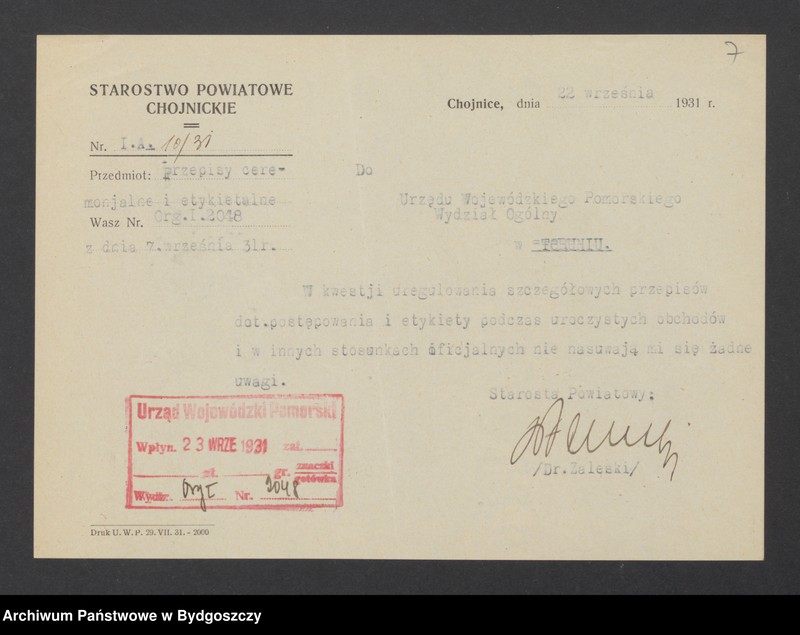 7
STAROSTWO POWIATOWE
CHOJNICKIE
Chojnice, dnia 22 września 1931 r.
Nr. I.A. 10/31
Przedmiot: przepisy cere-
monjalne i etykietalne
Wasz Nr. Org.I.2048
z dnia 7.września 31r.
Do
Urzędu Wojewódzkiego Pomorskiego
Wydział Ogólny
w TORUNIU.
W kwestji uregulowania szczegółowych przepisów
dot.postępowania i etykiety podczas uroczystych obchodów
i w innych stosunkach oficjalnych nie nasuwają mi się żadne
uwagi.
Starosta Powiatowy:
/Dr.Zaleski/
Urząd Wojewódzki Pomorski
Wpłyn. 23 WRZE 1931 zał.
zł. gr. znaczki
gotówka
Wydz. Org I Nr. 2048
Druk U. W. P. 29. VII. 31. - 2000
Archiwum Państwowe w Bydgoszczy